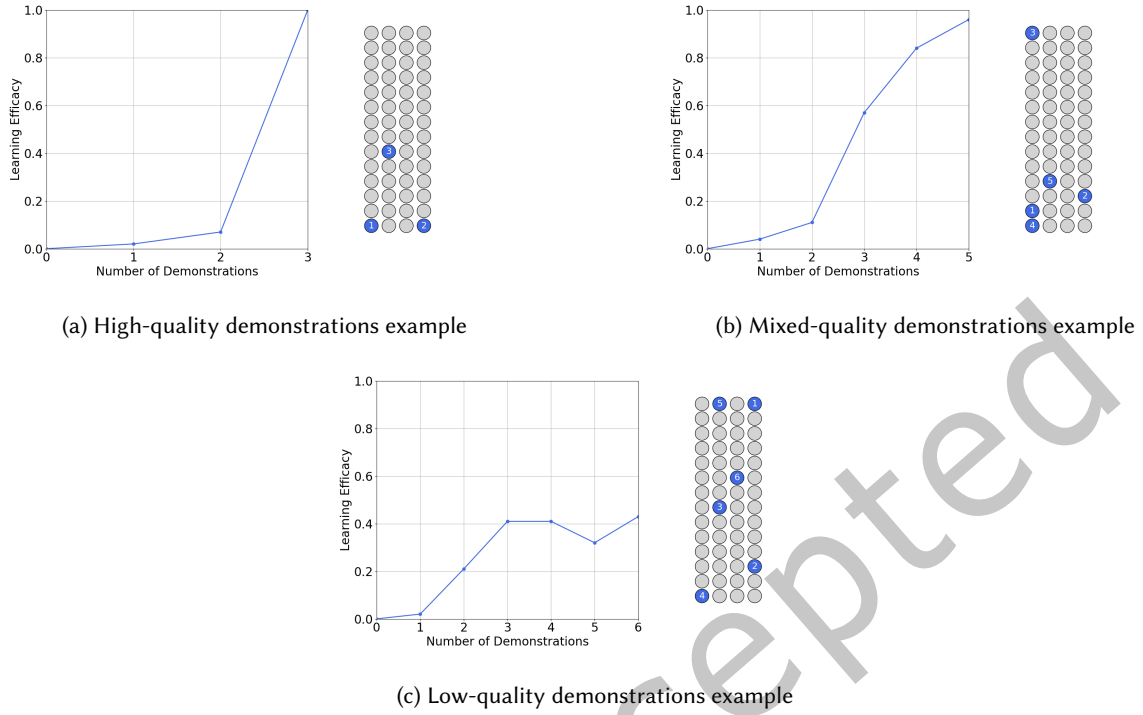 1.0
0.8
0.6
0.4
0.2
0.0
Learning Efficacy
0 1 2 3
Number of Demonstrations
3
1 2
(a) High-quality demonstrations example
1.0
0.8
0.6
0.4
0.2
0.0
Learning Efficacy
0 1 2 3 4 5
Number of Demonstrations
3
5
2
1
4
(b) Mixed-quality demonstrations example
1.0
0.8
0.6
0.4
0.2
0.0
Learning Efficacy
0 1 2 3 4 5 6
Number of Demonstrations
5 1
6
3
2
4
(c) Low-quality demonstrations example
cepted